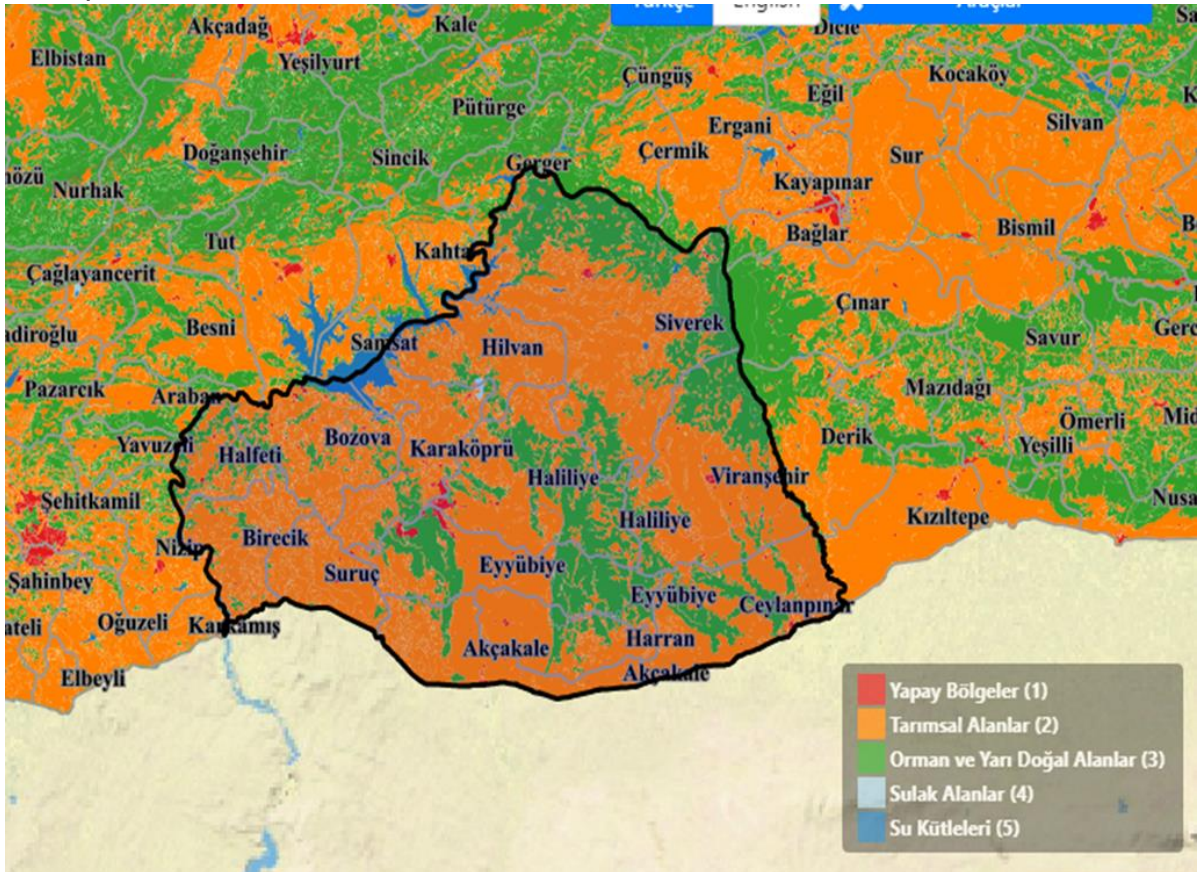 Türkçe
English
Araçlar
Akçadağ
Kale
Dicle
Elbistan
Yeşilyurt
Çüngüş
Kocaköy
Eğil
Pütürge
Ergani
Silvan
Doğanşehir
Sincik
Gerger
Çermik
Sur
Nurhak
Kayapınar
Tut
Kahta
Bağlar
Bismil
Çağlayancerit
Besni
Samsat
Siverek
Çınar
Savur
Hilvan
Pazarcık
Araban
Mazıdağı
Ömerli
Yavuzeli
Halfeti
Bozova
Karaköprü
Derik
Yeşilli
Şehitkamil
Haliliye
Viranşehir
Kızıltepe
Haliliye
Nizip
Birecik
Suruç
Eyyübiye
Şahinbey
Eyyübiye
Ceylanpınar
Oğuzeli
Karkamış
Akçakale
Harran
Elbeyli
Akçakale
Yapay Bölgeler (1)
Tarımsal Alanlar (2)
Orman ve Yarı Doğal Alanlar (3)
Sulak Alanlar (4)
Su Kütleleri (5)